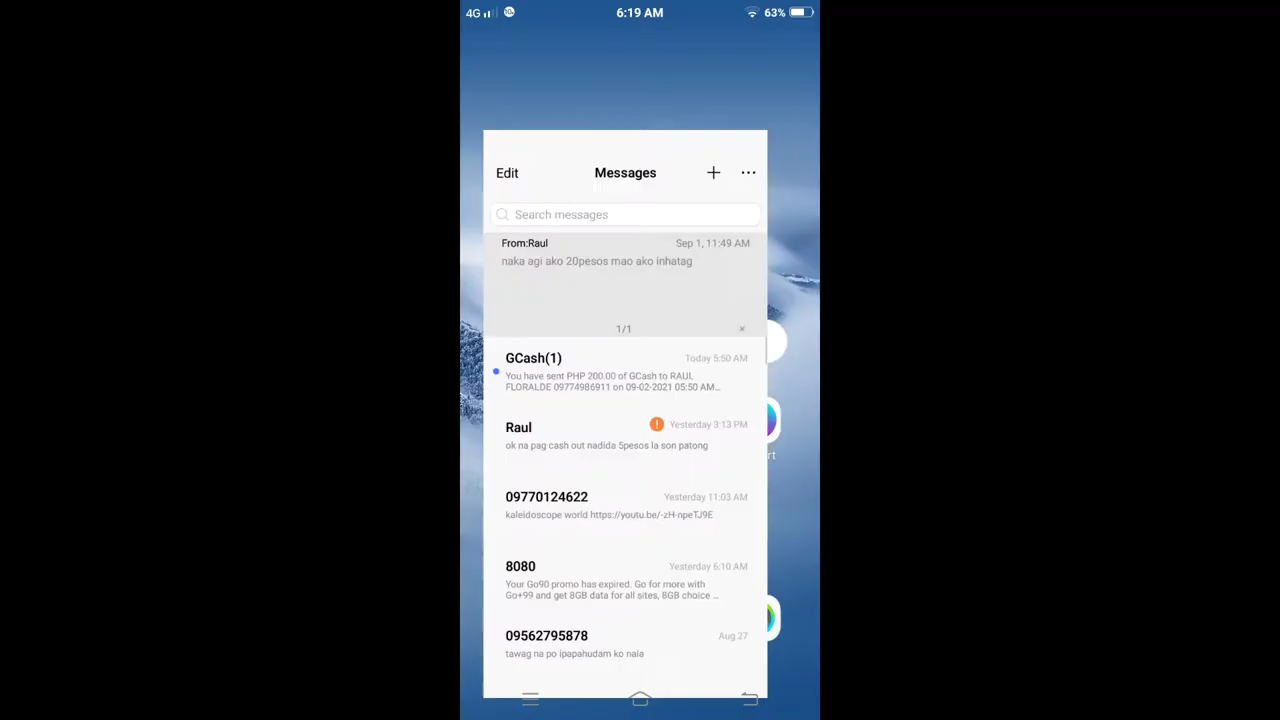 4G 6:19 AM 63%
Edit Messages
Search messages
From:Raul Sep 1, 11:49 AM
naka agi ako 20pesos mao ako inhatag
1/1 ×
GCash(1) Today 5:50 AM
You have sent PHP 200.00 of GCash to RAUL
FLORALDE 09774986911 on 09-02-2021 05:50 AM...
Raul Yesterday 3:13 PM
ok na pag cash out nadida 5pesos la son patong
09770124622 Yesterday 11:03 AM
kaleidoscope world https://youtu.be/-zH-npeTJ9E
8080 Yesterday 6:10 AM
Your Go90 promo has expired. Go for more with
Go+99 and get 8GB data for all sites, 8GB choice ...
09562795878 Aug 27
tawag na po ipapahudam ko nala
rt